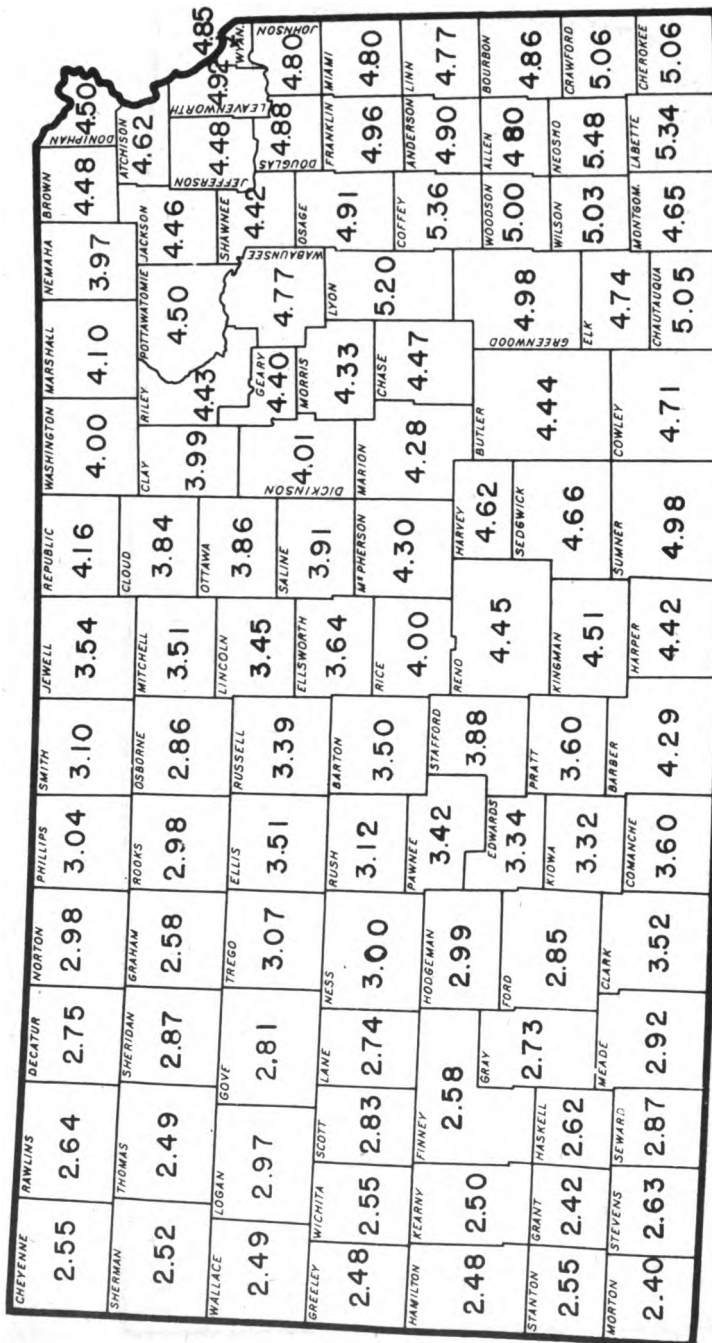 CHEYENNE
2.55
RAWLINS
2.64
DECATUR
2.75
NORTON
2.98
PHILLIPS
3.04
SMITH
3.10
JEWELL
3.54
REPUBLIC
4.16
WASHINGTON
4.00
MARSHALL
4.10
NEMAHA
3.97
BROWN
4.48
DONIPHAN
4.50
SHERMAN
2.52
THOMAS
2.49
SHERIDAN
2.87
GRAHAM
2.58
ROOKS
2.98
OSBORNE
2.86
MITCHELL
3.51
CLOUD
3.84
CLAY
3.99
RILEY
4.43
POTTAWATOMIE
4.50
JACKSON
4.46
ATCHISON
4.62
JEFFERSON
4.48
LEAVENWORTH
4.92
WYAN.
4.85
WALLACE
2.49
LOGAN
2.97
GOVE
2.81
TREGO
3.07
ELLIS
3.51
RUSSELL
3.39
LINCOLN
3.45
OTTAWA
3.86
SALINE
3.91
DICKINSON
4.01
GEARY
4.40
MORRIS
4.33
WABAUNSEE
4.77
SHAWNEE
4.42
DOUGLAS
4.88
JOHNSON
4.80
GREELEY
2.48
WICHITA
2.55
SCOTT
2.83
LANE
2.74
NESS
3.00
RUSH
3.12
BARTON
3.50
ELLSWORTH
3.64
RICE
4.00
McPHERSON
4.30
MARION
4.28
CHASE
4.47
LYON
5.20
OSAGE
4.91
FRANKLIN
4.96
MIAMI
4.80
HAMILTON
2.48
KEARNY
2.50
FINNEY
2.58
GRAY
2.73
HODGEMAN
2.99
PAWNEE
3.42
EDWARDS
3.34
STAFFORD
3.88
RENO
4.45
HARVEY
4.62
BUTLER
4.44
GREENWOOD
4.98
COFFEY
5.36
ANDERSON
4.90
LINN
4.77
WOODSON
5.00
ALLEN
4.80
BOURBON
4.86
STANTON
2.55
GRANT
2.42
HASKELL
2.62
FORD
2.85
KIOWA
3.32
PRATT
3.60
KINGMAN
4.51
SEDGWICK
4.66
ELK
4.74
WILSON
5.03
NEOSHO
5.48
CRAWFORD
5.06
MORTON
2.40
STEVENS
2.63
SEWARD
2.87
MEADE
2.92
CLARK
3.52
COMANCHE
3.60
BARBER
4.29
HARPER
4.42
SUMNER
4.98
COWLEY
4.71
CHAUTAUQUA
5.05
MONTGOM.
4.65
LABETTE
5.34
CHEROKEE
5.06